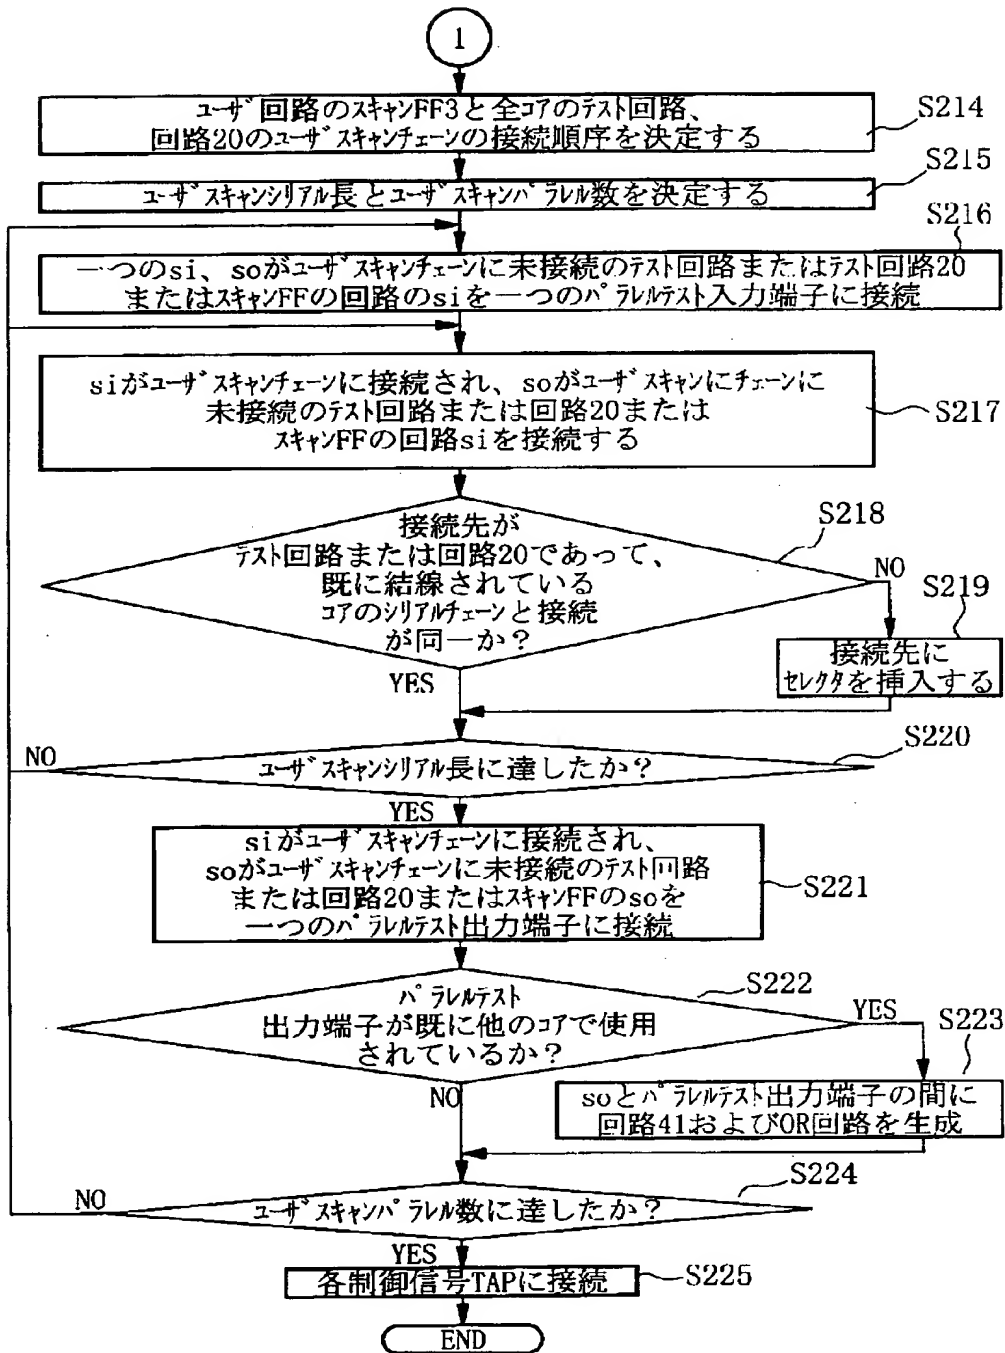 1
ﾕｰｻﾞ回路のｽｷｬﾝFF3と全ｺｱのﾃｽﾄ回路、
回路20のﾕｰｻﾞｽｷｬﾝﾁｪｰﾝの接続順序を決定する
S214
ﾕｰｻﾞｽｷｬﾝｼﾘｱﾙ長とﾕｰｻﾞｽｷｬﾝﾊﾟﾗﾚﾙ数を決定する
S215
一つのsi、soがﾕｰｻﾞｽｷｬﾝﾁｪｰﾝに未接続のﾃｽﾄ回路またはﾃｽﾄ回路20
またはｽｷｬﾝFFの回路のsiを一つのﾊﾟﾗﾚﾙﾃｽﾄ入力端子に接続
S216
siがﾕｰｻﾞｽｷｬﾝﾁｪｰﾝに接続され、soがﾕｰｻﾞｽｷｬﾝにﾁｪｰﾝに
未接続のﾃｽﾄ回路または回路20または
ｽｷｬﾝFFの回路siを接続する
S217
接続先が
ﾃｽﾄ回路または回路20であって、
既に結線されている
ｺｱのｼﾘｱﾙﾁｪｰﾝと接続
が同一か？
S218
NO
YES
接続先に
ｾﾚｸﾀを挿入する
S219
ﾕｰｻﾞｽｷｬﾝｼﾘｱﾙ長に達したか？
S220
NO
YES
siがﾕｰｻﾞｽｷｬﾝﾁｪｰﾝに接続され、
soがﾕｰｻﾞｽｷｬﾝﾁｪｰﾝに未接続のﾃｽﾄ回路
または回路20またはｽｷｬﾝFFのsoを
一つのﾊﾟﾗﾚﾙﾃｽﾄ出力端子に接続
S221
ﾊﾟﾗﾚﾙﾃｽﾄ
出力端子が既に他のｺｱで使用
されているか？
S222
YES
NO
soとﾊﾟﾗﾚﾙﾃｽﾄ出力端子の間に
回路41およびOR回路を生成
S223
ﾕｰｻﾞｽｷｬﾝﾊﾟﾗﾚﾙ数に達したか？
S224
NO
YES
各制御信号TAPに接続
S225
END